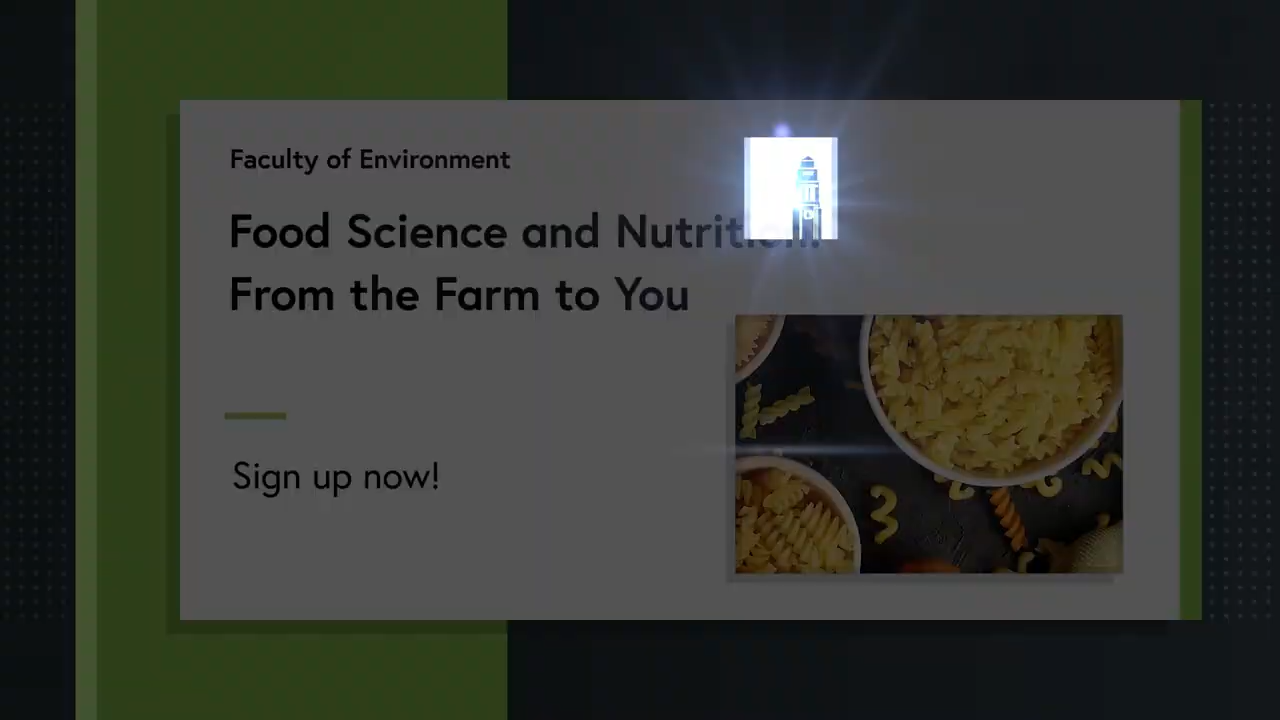 Faculty of Environment
Food Science and Nutrition:
From the Farm to You
Sign up now!